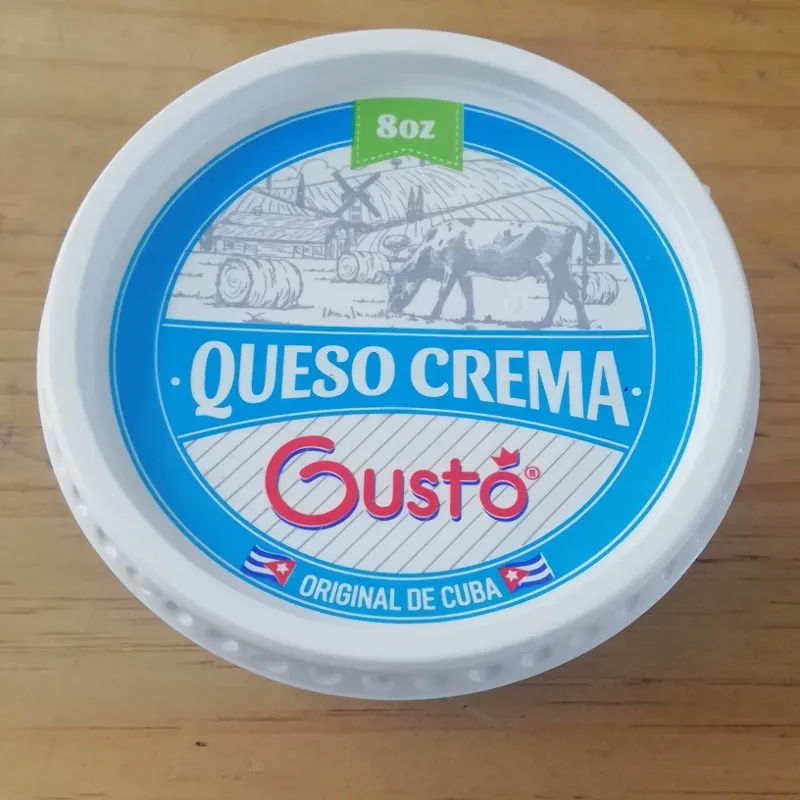 8oz
QUESO CREMA
Gusto®
ORIGINAL DE CUBA